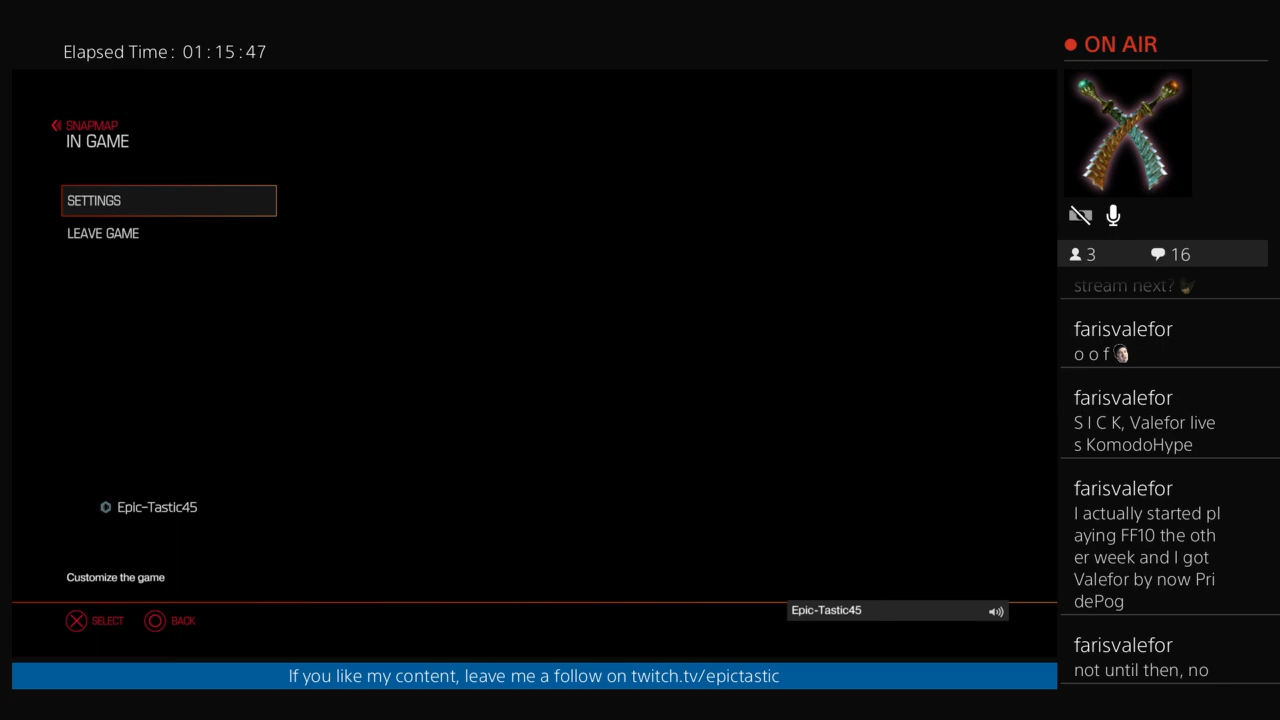 Elapsed Time: 01:15:47
ON AIR
SNAPMAP
IN GAME
SETTINGS
LEAVE GAME
3 16
stream next?
farisvalefor
o o f
farisvalefor
S I C K, Valefor live
s KomodoHype
farisvalefor
I actually started pl
aying FF10 the oth
er week and I got
Valefor by now Pri
dePog
farisvalefor
not until then, no
Epic-Tastic45
Customize the game
SELECT BACK
Epic-Tastic45
If you like my content, leave me a follow on twitch.tv/epictastic